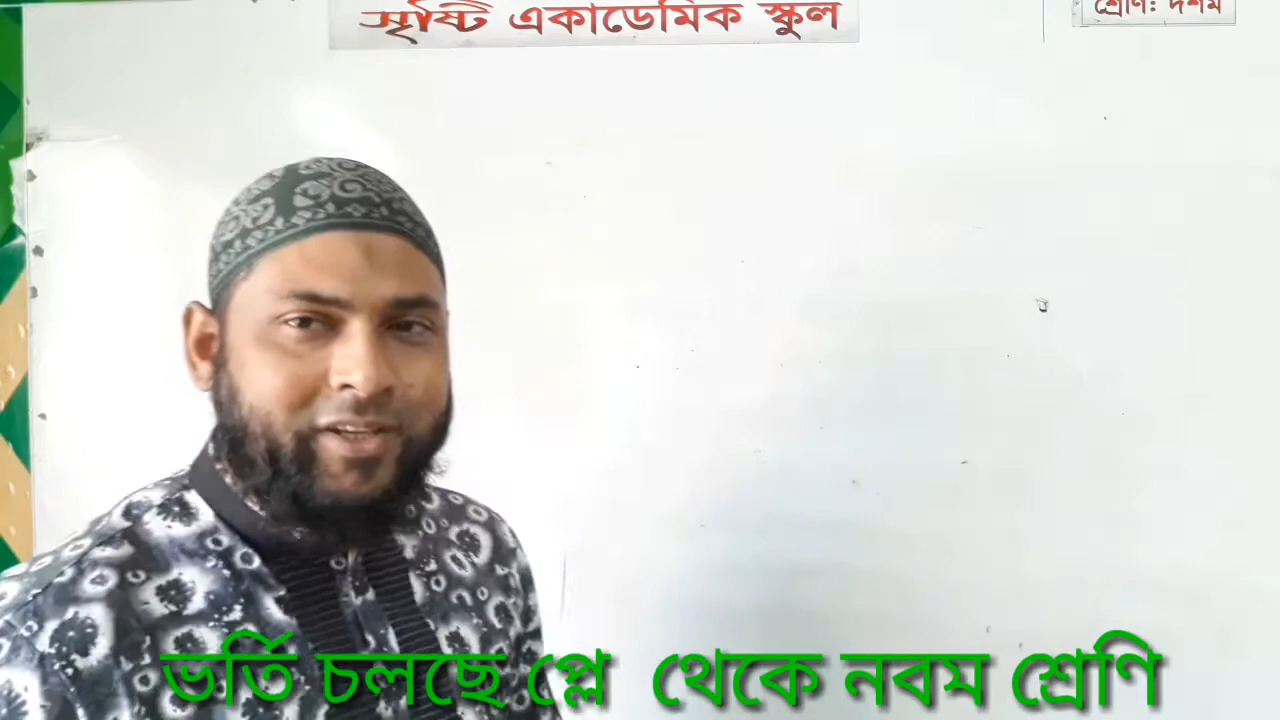 সৃষ্টি একাডেমিক স্কুল
শ্রেণিঃ দশম
ভর্তি চলছে প্লে থেকে নবম শ্রেণি